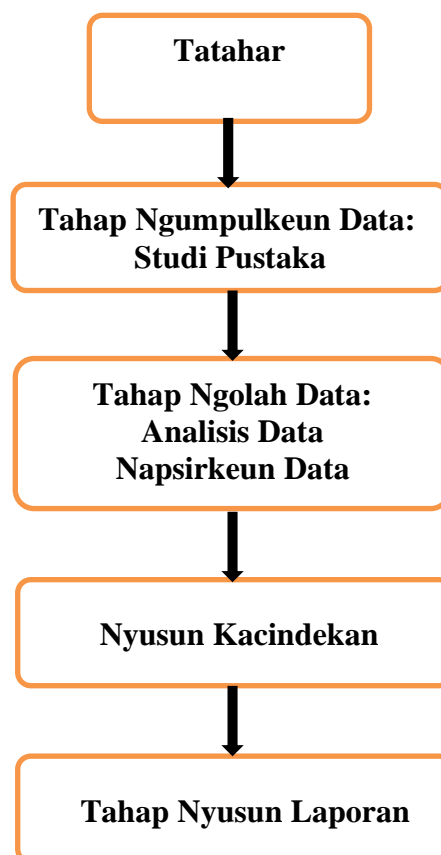 Tatahar
Tahap Ngumpulkeun Data:
Studi Pustaka
Tahap Ngolah Data:
Analisis Data
Napsirkeun Data
Nyusun Kacindekan
Tahap Nyusun Laporan